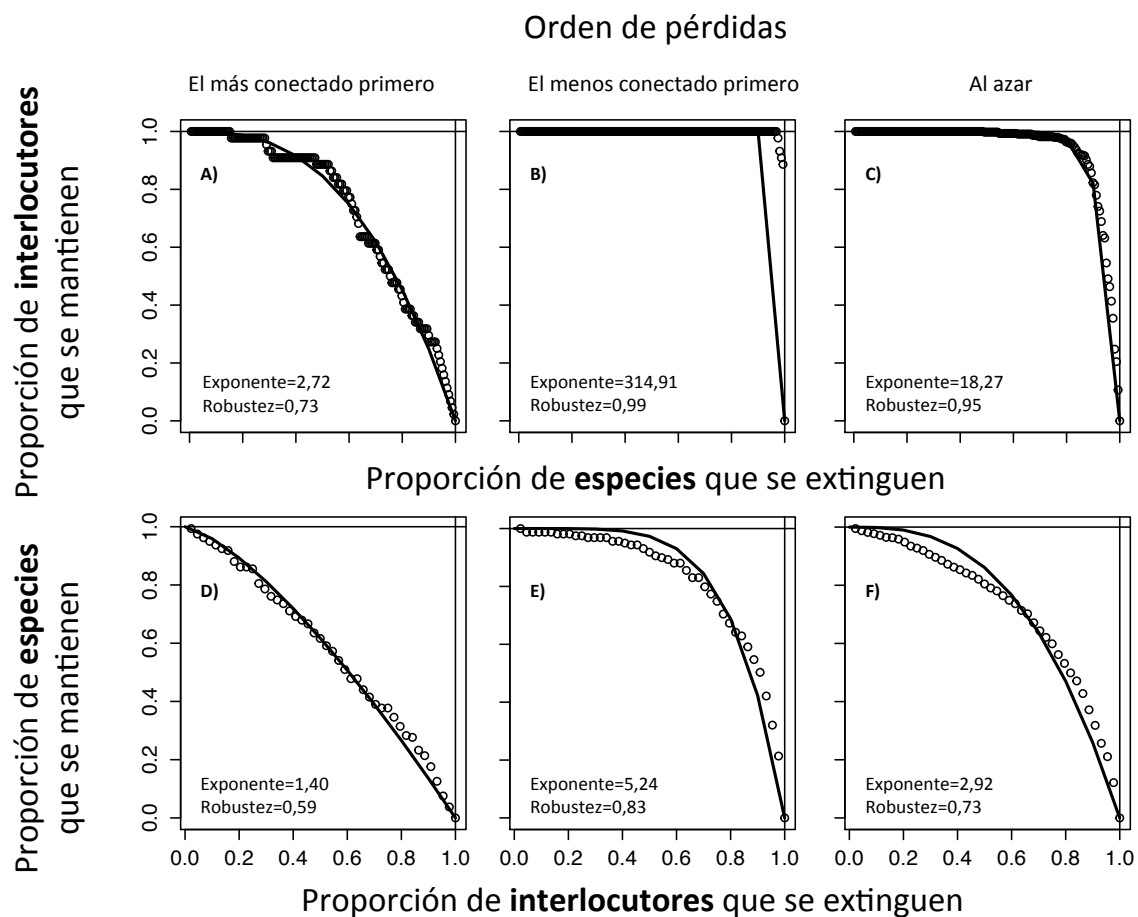 Orden de pérdidas
El más conectado primero
El menos conectado primero
Al azar
Proporción de interlocutores
que se mantienen
1.0
0.8
0.6
0.4
0.2
0.0
A)
Exponente=2,72
Robustez=0,73
B)
Exponente=314,91
Robustez=0,99
C)
Exponente=18,27
Robustez=0,95
Proporción de especies que se extinguen
Proporción de especies
que se mantienen
1.0
0.8
0.6
0.4
0.2
0.0
D)
Exponente=1,40
Robustez=0,59
E)
Exponente=5,24
Robustez=0,83
F)
Exponente=2,92
Robustez=0,73
0.0 0.2 0.4 0.6 0.8 1.0
0.0 0.2 0.4 0.6 0.8 1.0
0.0 0.2 0.4 0.6 0.8 1.0
Proporción de interlocutores que se extinguen